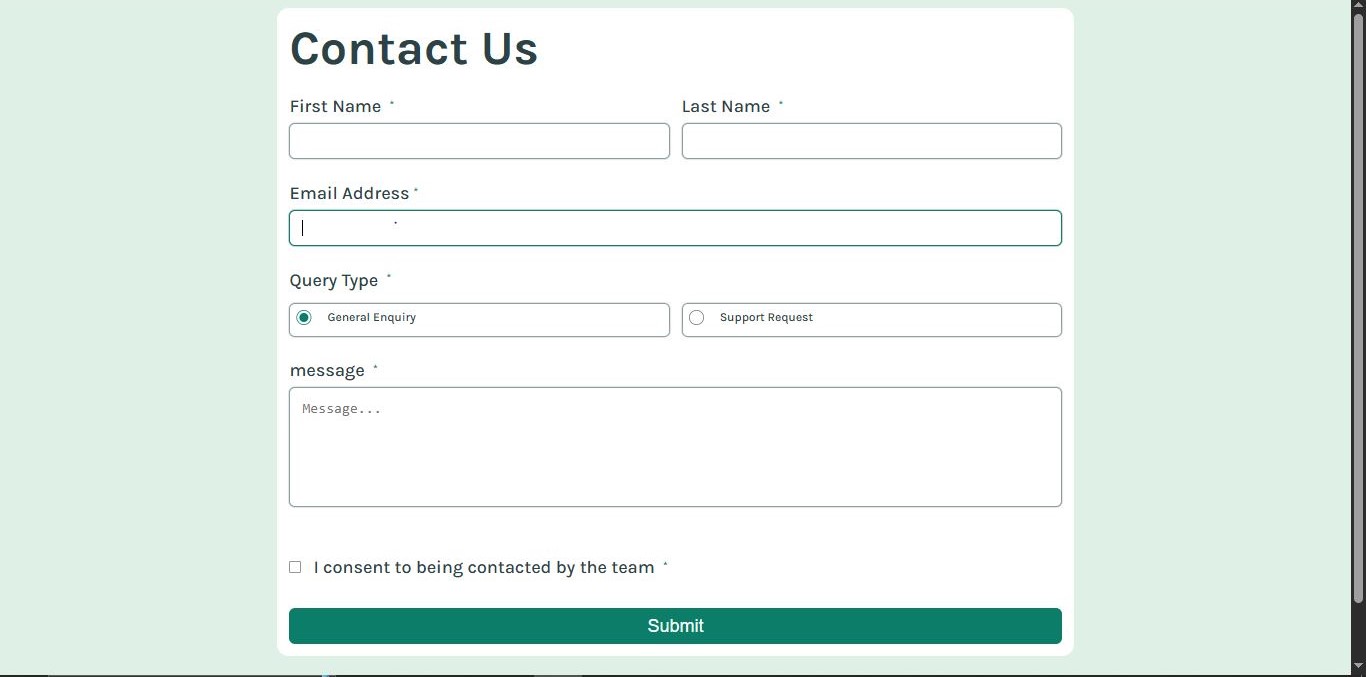 Contact Us
First Name *
Last Name *
Email Address *
Query Type *
General Enquiry
Support Request
message *
Message...
I consent to being contacted by the team *
Submit